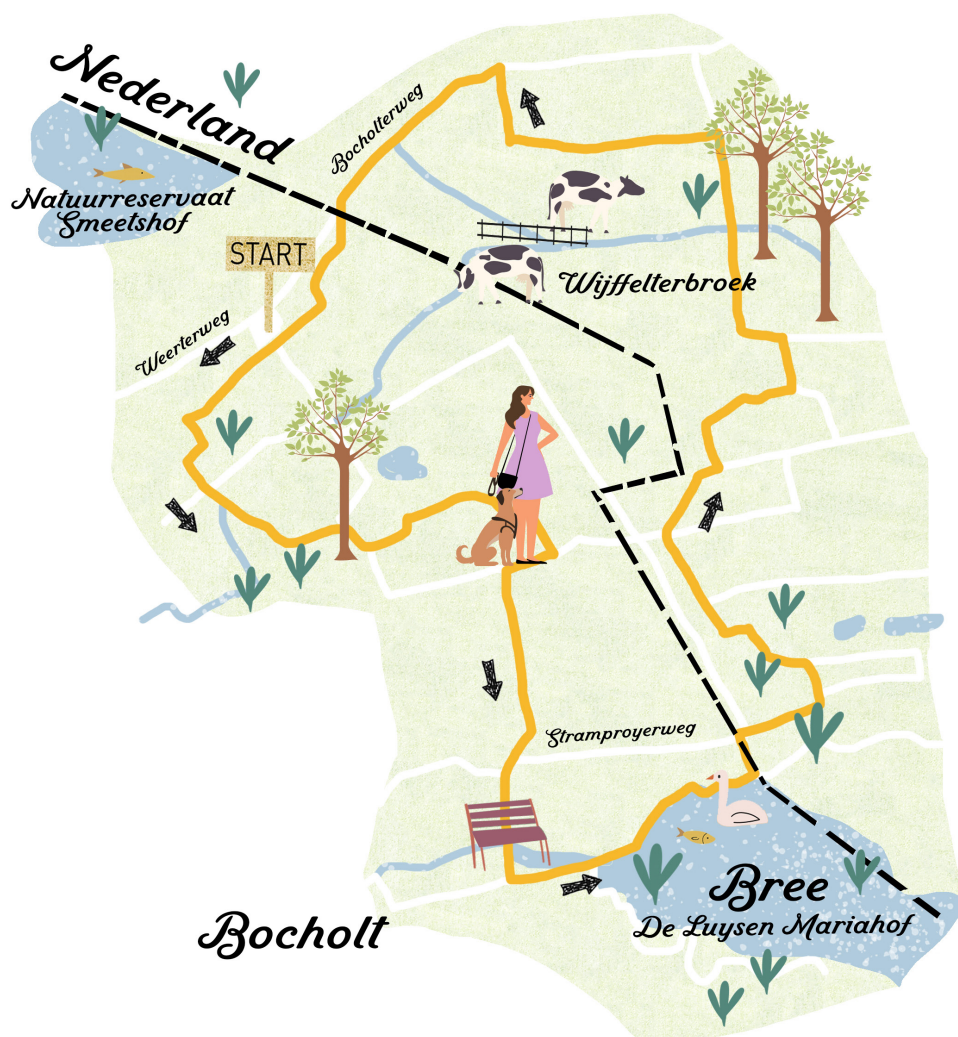 Nederland
Bocholterweg
Natuurreservaat
Smeetshof
START
Wijffelterbroek
Weerterweg
Stramproyerweg
Bree
De Luysen Mariahof
Bocholt